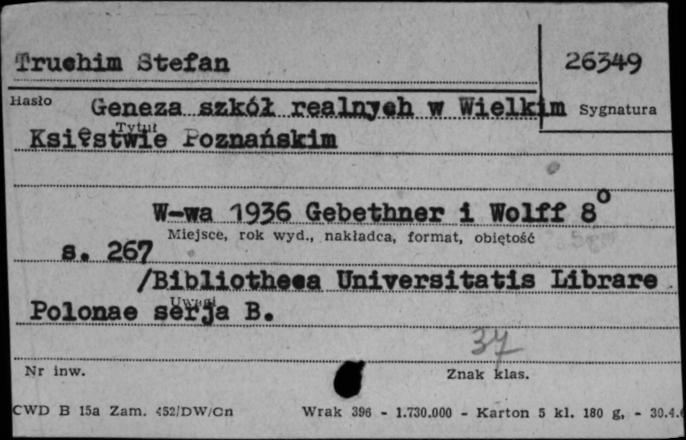 Truchim Stefan
26349
Hasło
Geneza szkół realnych w Wielkim
Sygnatura
Tytuł
Księstwie Poznańskim
W-wa 1936 Gebethner i Wolff 8°
Miejsce, rok wyd., nakładca, format, objętość
s. 267
/Bibliotheca Universitatis Librare
Uwagi
Polonae serja B.
37
Nr inw.
Znak klas.
CWD B 15a Zam. 452/DW/Cn
Wrak 396 - 1.730.000 - Karton 5 kl. 180 g, - 30.4.